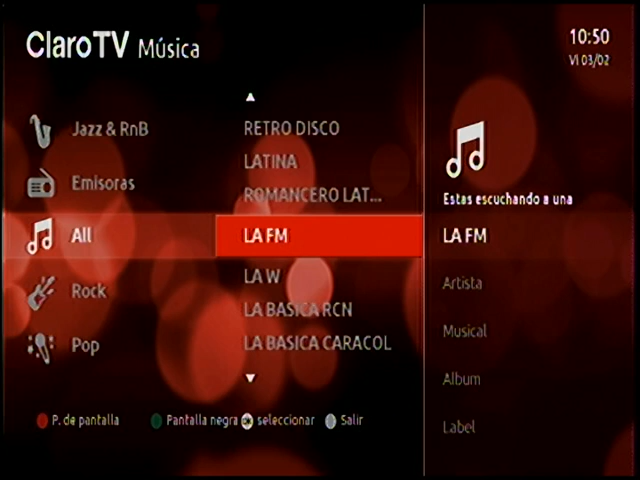 ClaroTV Música
10:50
VI 03/02
Jazz & RnB
Emisoras
All
Rock
Pop
RETRO DISCO
LATINA
ROMANCERO LAT...
LA FM
LA W
LA BASICA RCN
LA BASICA CARACOL
Estas escuchando a una
LA FM
Artista
Musical
Album
Label
P. de pantalla
Pantalla negra
OK seleccionar
Salir